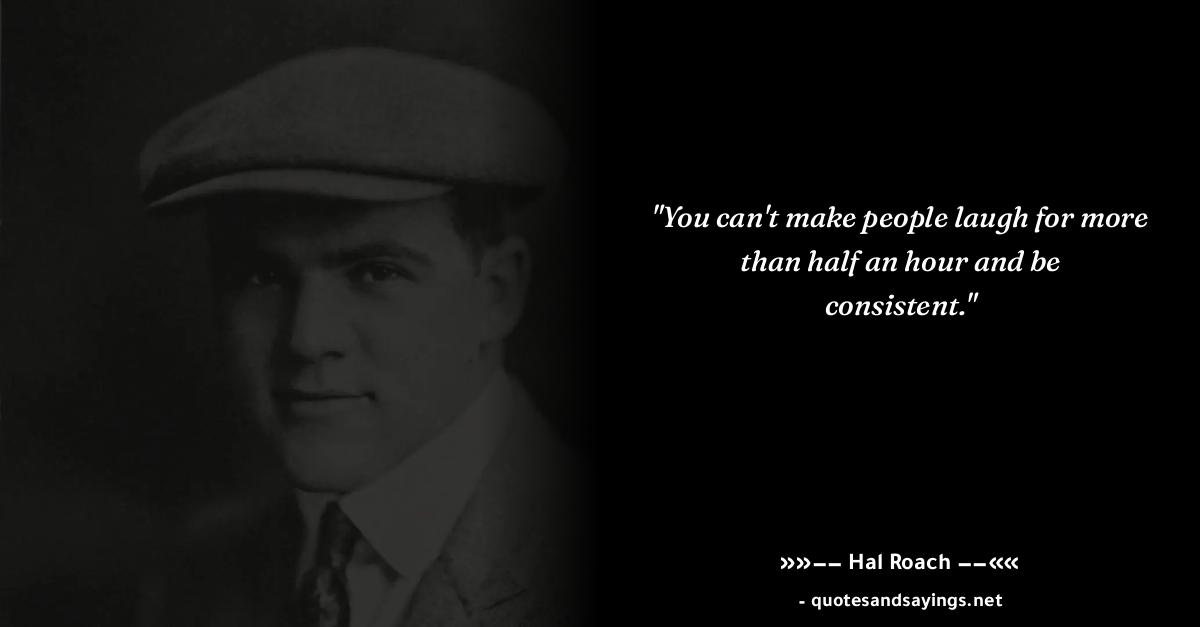 "You can't make people laugh for more
than half an hour and be
consistent."
»»−− Hal Roach −−««
- quotesandsayings.net